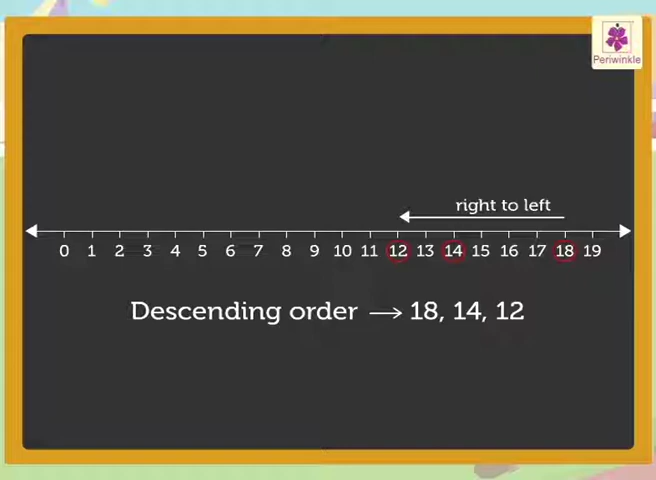 Periwinkle
right to left
0 1 2 3 4 5 6 7 8 9 10 11 12 13 14 15 16 17 18 19
Descending order → 18, 14, 12